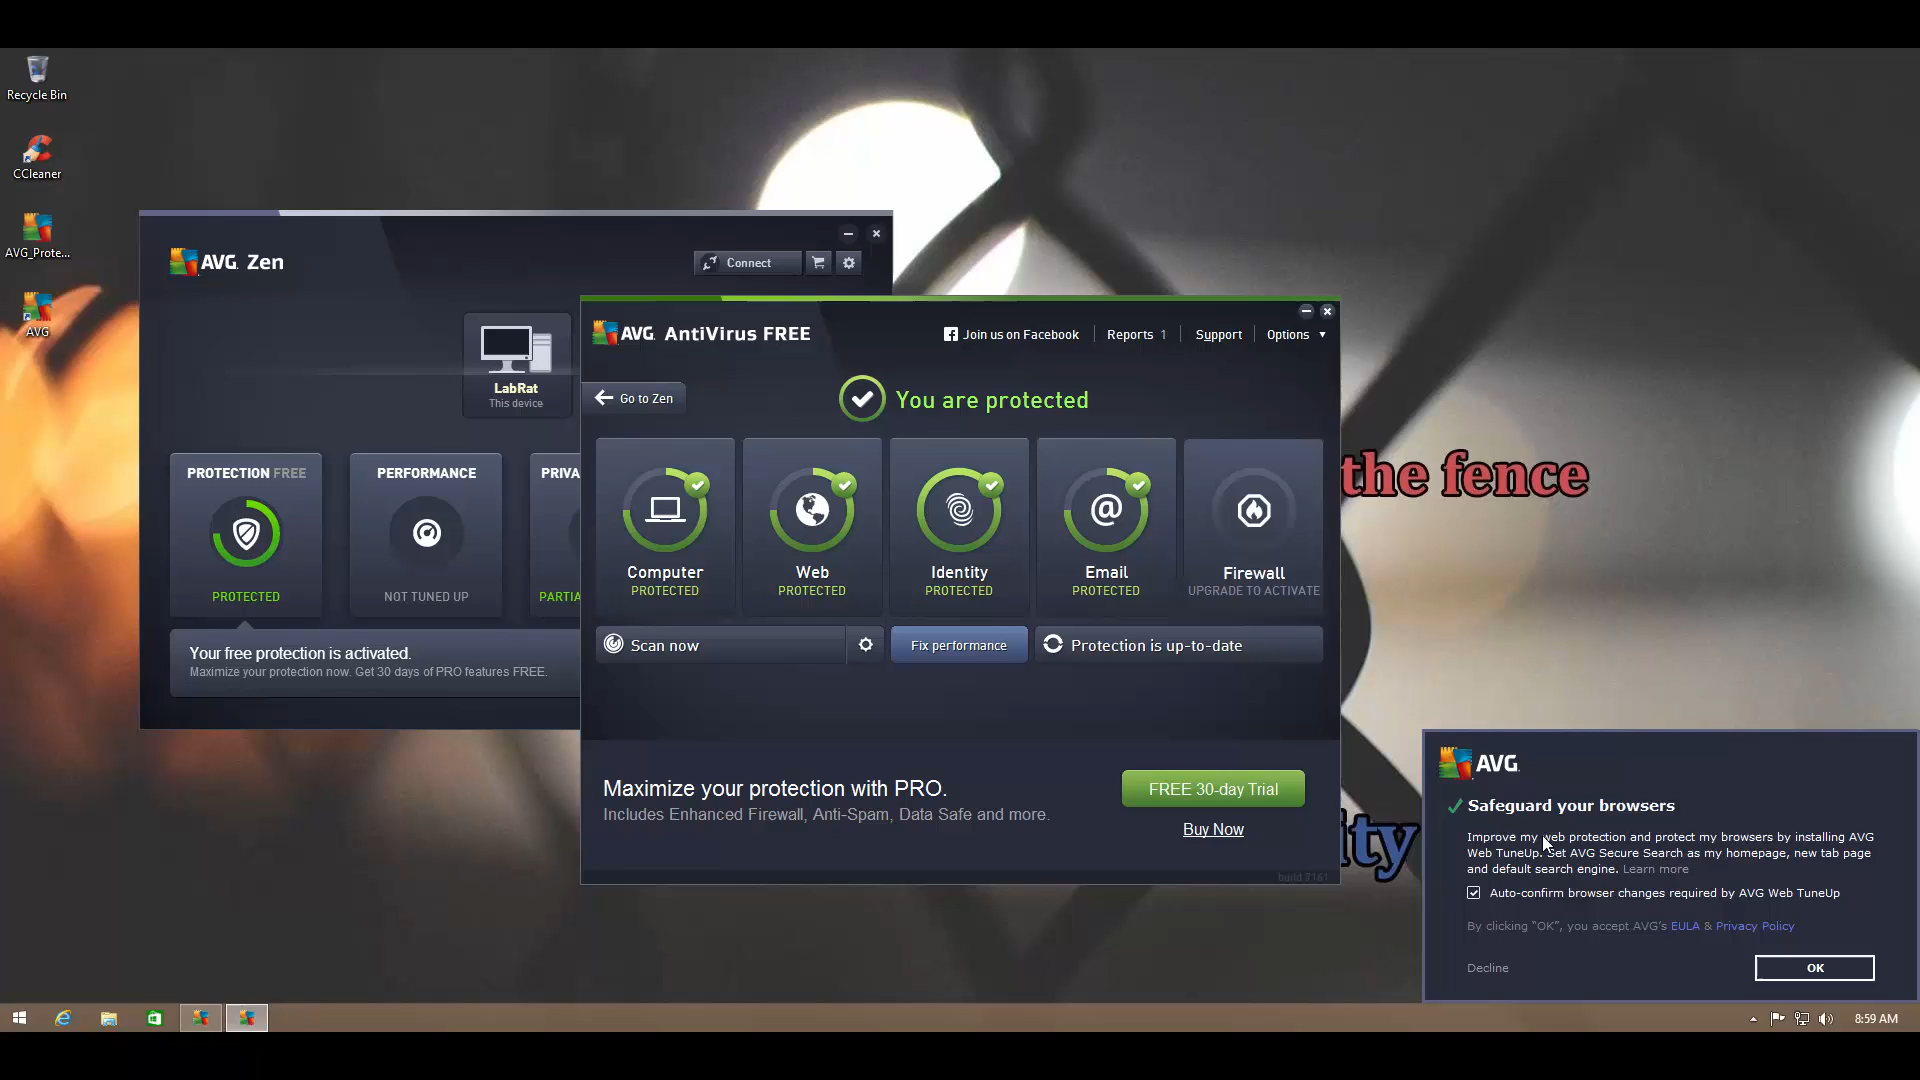 Recycle Bin
CCleaner
AVG_Prote...
AVG
AVG Zen
Connect
LabRat
This device
PROTECTION FREE
PROTECTED
PERFORMANCE
NOT TUNED UP
PRIVA
PARTIA
Your free protection is activated.
Maximize your protection now. Get 30 days of PRO features FREE.
AVG AntiVirus FREE
Join us on Facebook
Reports 1
Support
Options
Go to Zen
You are protected
Computer
PROTECTED
Web
PROTECTED
Identity
PROTECTED
@
Email
PROTECTED
Firewall
UPGRADE TO ACTIVATE
Scan now
Fix performance
Protection is up-to-date
Maximize your protection with PRO.
Includes Enhanced Firewall, Anti-Spam, Data Safe and more.
FREE 30-day Trial
Buy Now
build 7161
the fence
ity
AVG
Safeguard your browsers
Improve my web protection and protect my browsers by installing AVG
Web TuneUp. Set AVG Secure Search as my homepage, new tab page
and default search engine. Learn more
Auto-confirm browser changes required by AVG Web TuneUp
By clicking "OK", you accept AVG's EULA & Privacy Policy
Decline
OK
8:59 AM